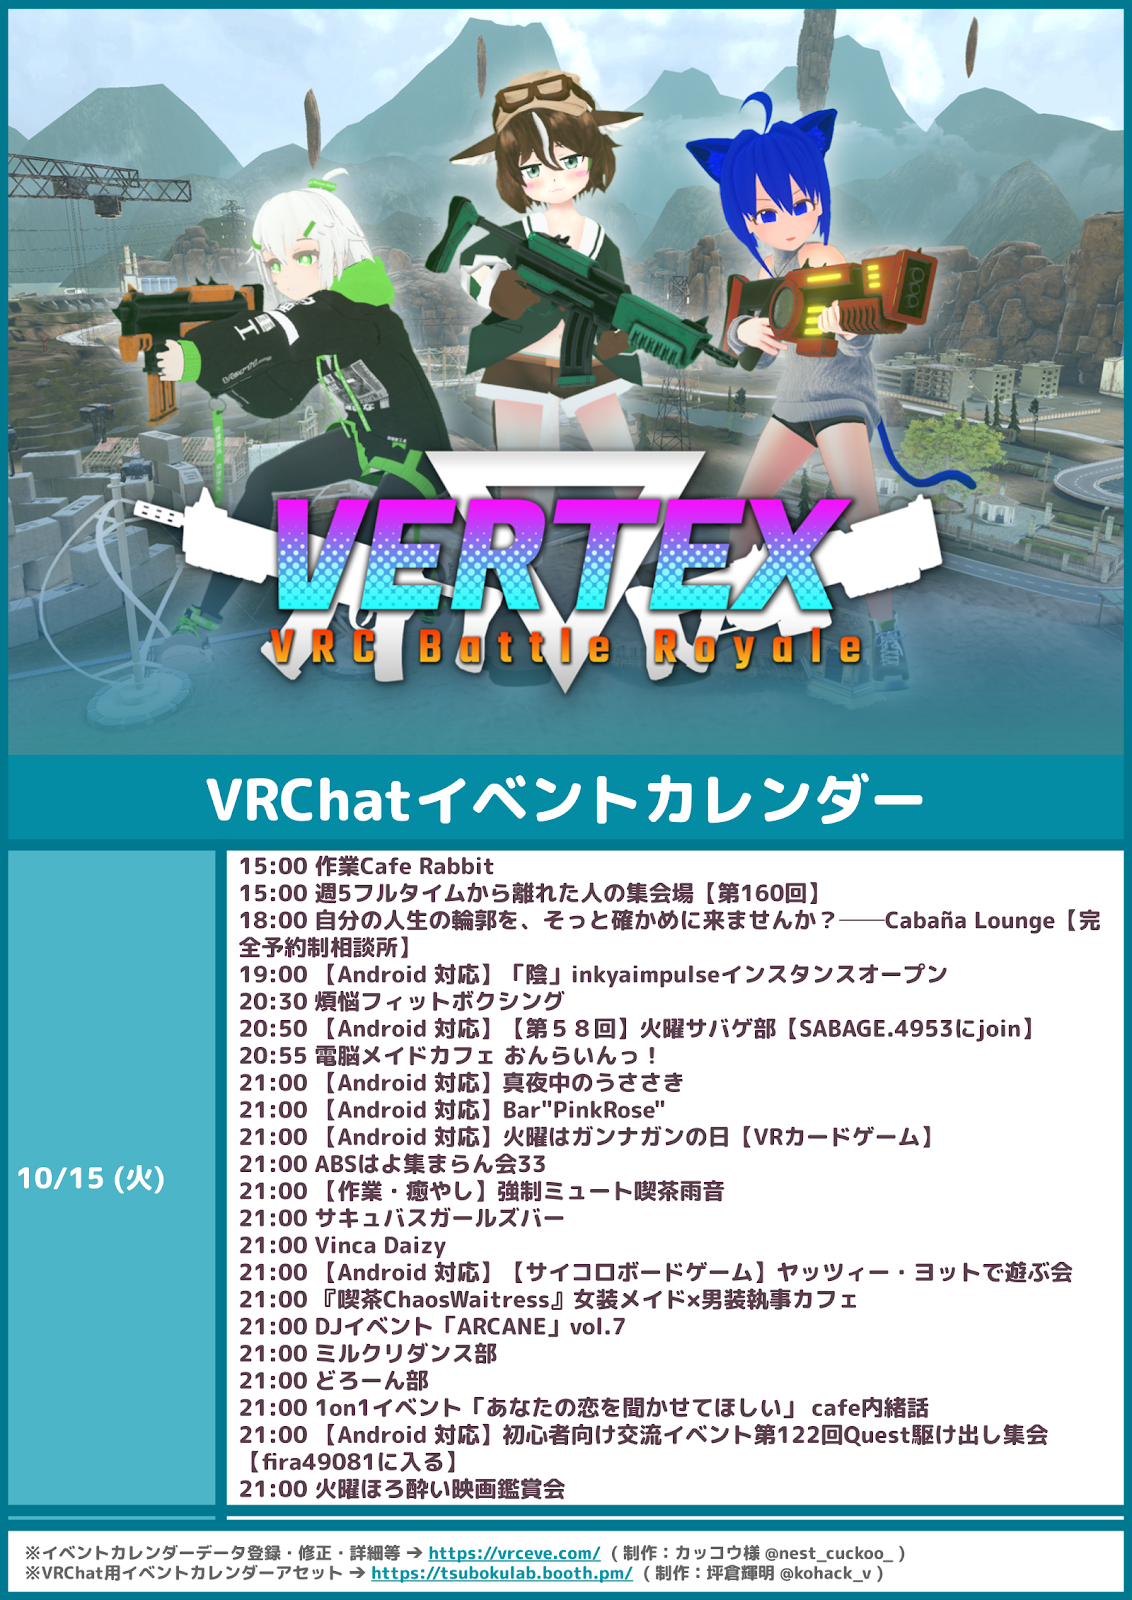 VERTEX
VRC Battle Royale
VRChatイベントカレンダー
10/15 (火)
15:00 作業Cafe Rabbit
15:00 週5フルタイムから離れた人の集会場【第160回】
18:00 自分の人生の輪郭を、そっと確かめに来ませんか？──Cabaña Lounge【完
全予約制相談所】
19:00 【Android 対応】「陰」inkyaimpulseインスタンスオープン
20:30 煩悩フィットボクシング
20:50 【Android 対応】【第５８回】火曜サバゲ部【SABAGE.4953にjoin】
20:55 電脳メイドカフェ おんらいんっ！
21:00 【Android 対応】真夜中のうささき
21:00 【Android 対応】Bar"PinkRose"
21:00 【Android 対応】火曜はガンナガンの日【VRカードゲーム】
21:00 ABSはよ集まらん会33
21:00 【作業・癒やし】強制ミュート喫茶雨音
21:00 サキュバスガールズバー
21:00 Vinca Daizy
21:00 【Android 対応】【サイコロボードゲーム】ヤッツィー・ヨットで遊ぶ会
21:00 『喫茶ChaosWaitress』女装メイド×男装執事カフェ
21:00 DJイベント「ARCANE」vol.7
21:00 ミルクリダンス部
21:00 どろーん部
21:00 1on1イベント「あなたの恋を聞かせてほしい」 cafe内緒話
21:00 【Android 対応】初心者向け交流イベント第122回Quest駆け出し集会
【fira49081に入る】
21:00 火曜ほろ酔い映画鑑賞会
※イベントカレンダーデータ登録・修正・詳細等 → https://vrceve.com/ ( 制作：カッコウ様 @nest_cuckoo_ )
※VRChat用イベントカレンダーアセット → https://tsubokulab.booth.pm/ ( 制作：坪倉輝明 @kohack_v )